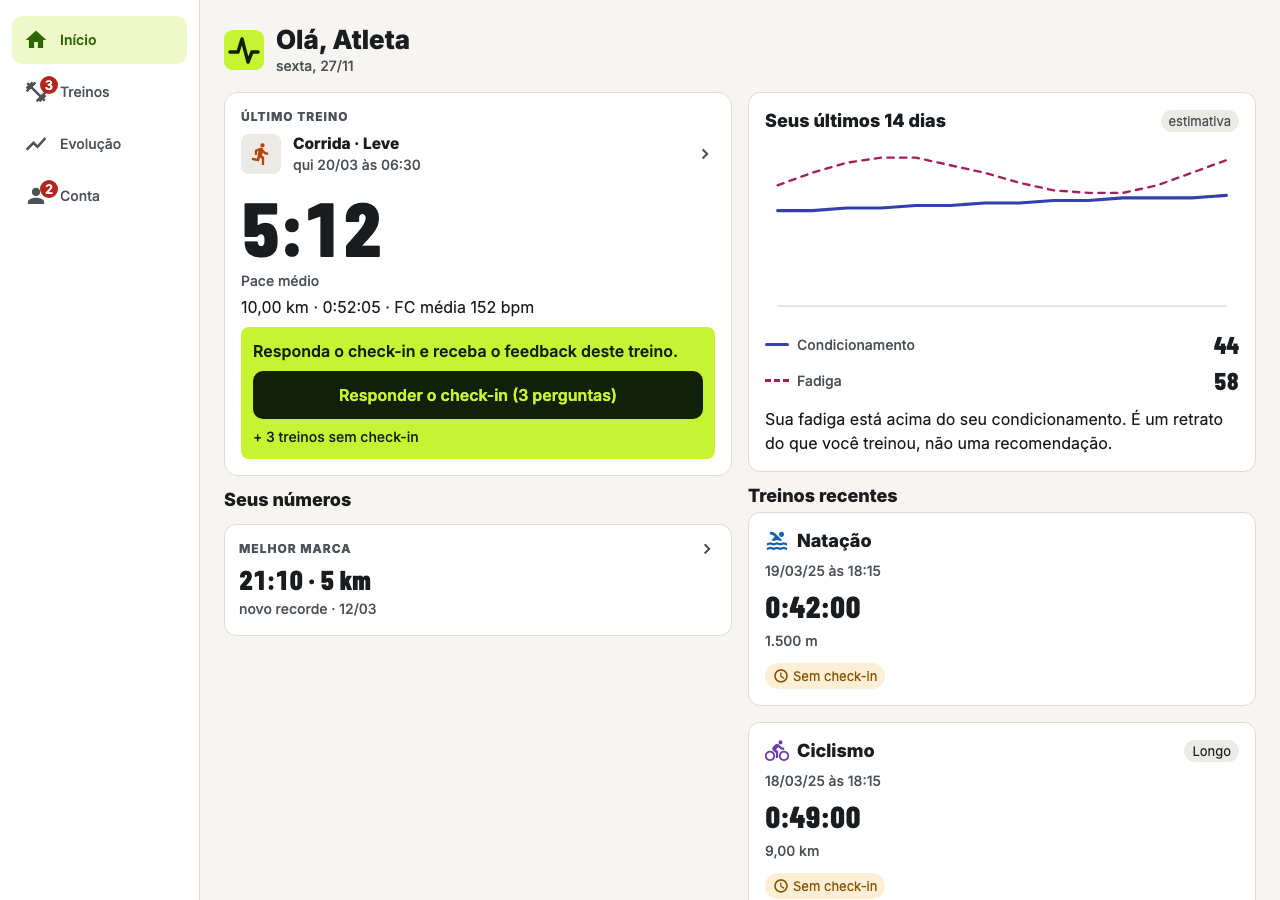 Início
3
Treinos
Evolução
2
Conta
Olá, Atleta
sexta, 27/11
ÚLTIMO TREINO
Corrida · Leve
qui 20/03 às 06:30
5:12
Pace médio
10,00 km · 0:52:05 · FC média 152 bpm
Responda o check-in e receba o feedback deste treino.
Responder o check-in (3 perguntas)
+ 3 treinos sem check-in
Seus números
MELHOR MARCA
21:10 · 5 km
novo recorde · 12/03
Seus últimos 14 dias
estimativa
Condicionamento
44
Fadiga
58
Sua fadiga está acima do seu condicionamento. É um retrato
do que você treinou, não uma recomendação.
Treinos recentes
Natação
19/03/25 às 18:15
0:42:00
1.500 m
Sem check-in
Ciclismo
Longo
18/03/25 às 18:15
0:49:00
9,00 km
Sem check-in